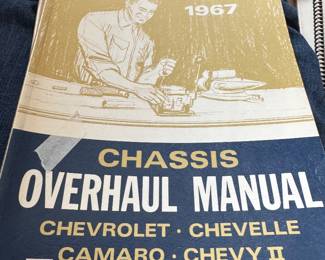 1967
CHASSIS
OVERHAUL MANUAL
CHEVROLET · CHEVELLE
CAMARO · CHEVY II